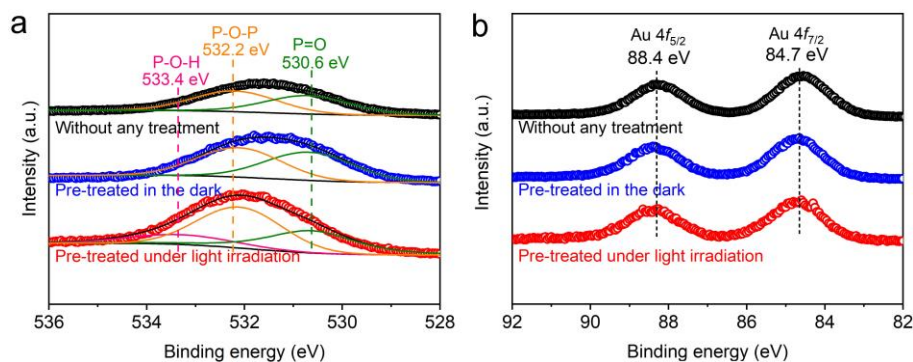 a
P-O-P
532.2 eV
P=O
530.6 eV
P-O-H
533.4 eV
Without any treatment
Pre-treated in the dark
Pre-treated under light irradiation
Intensity (a.u.)
536 534 532 530 528
Binding energy (eV)
b
Au 4f5/2
88.4 eV
Au 4f7/2
84.7 eV
Without any treatment
Pre-treated in the dark
Pre-treated under light irradiation
Intensity (a.u.)
92 90 88 86 84 82
Binding energy (eV)